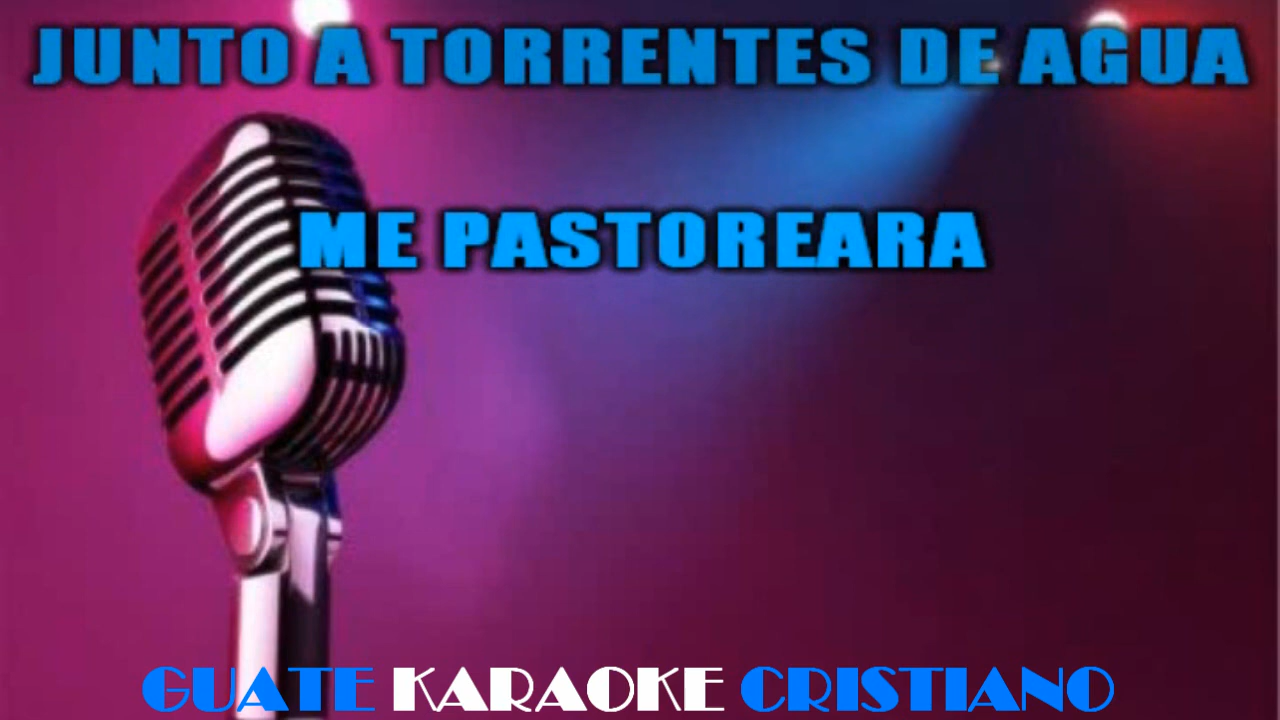 JUNTO A TORRENTES DE AGUA
ME PASTOREARA
GUATE KARAOKE CRISTIANO